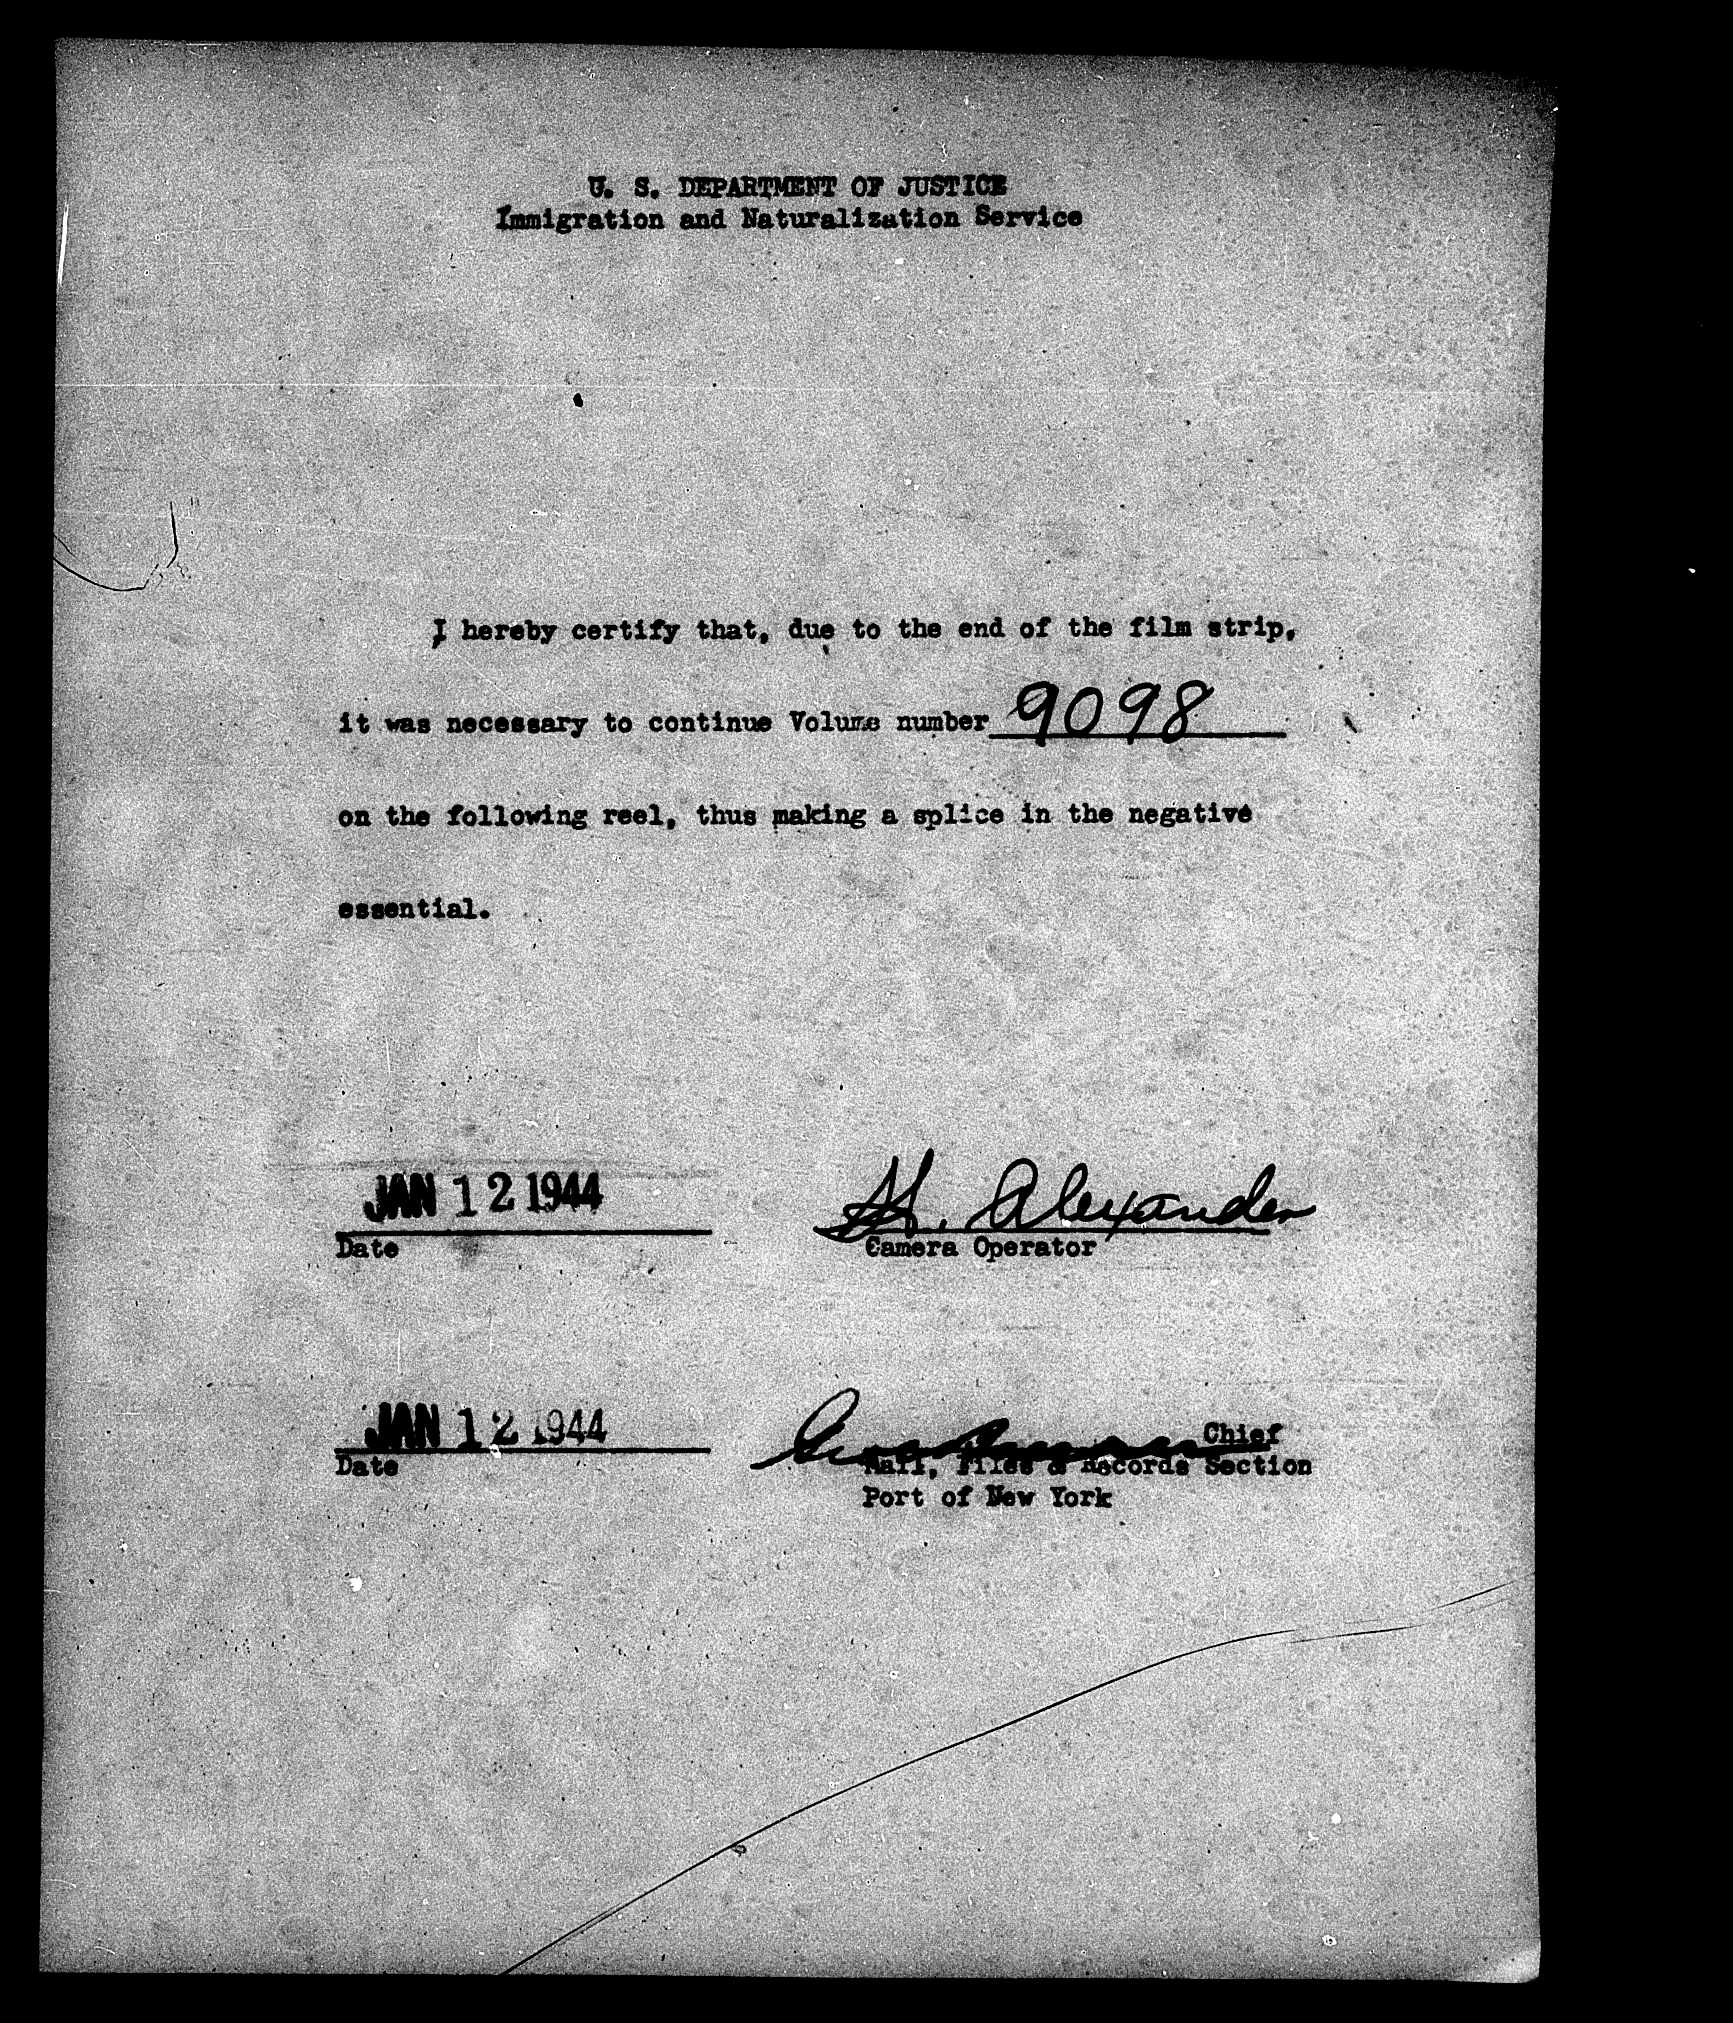 U. S. DEPARTMENT OF JUSTICE
Immigration and Naturalization Service
I hereby certify that, due to the end of the film strip,
it was necessary to continue Volume number 9098
on the following reel, thus making a splice in the negative
essential.
JAN 12 1944
H. Alexander
Date
Camera Operator
JAN 12 1944
Chief
Date
Mail, Files & Records Section
Port of New York